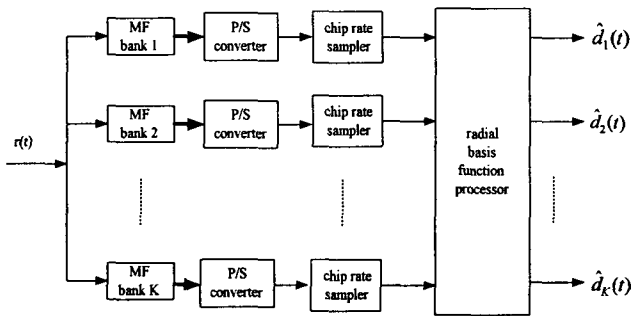 MF
bank 1
P/S
converter
chip rate
sampler
d̂₁(t)
MF
bank 2
P/S
converter
chip rate
sampler
d̂₂(t)
r(t)
radial
basis
function
processor
MF
bank K
P/S
converter
chip rate
sampler
d̂_K(t)